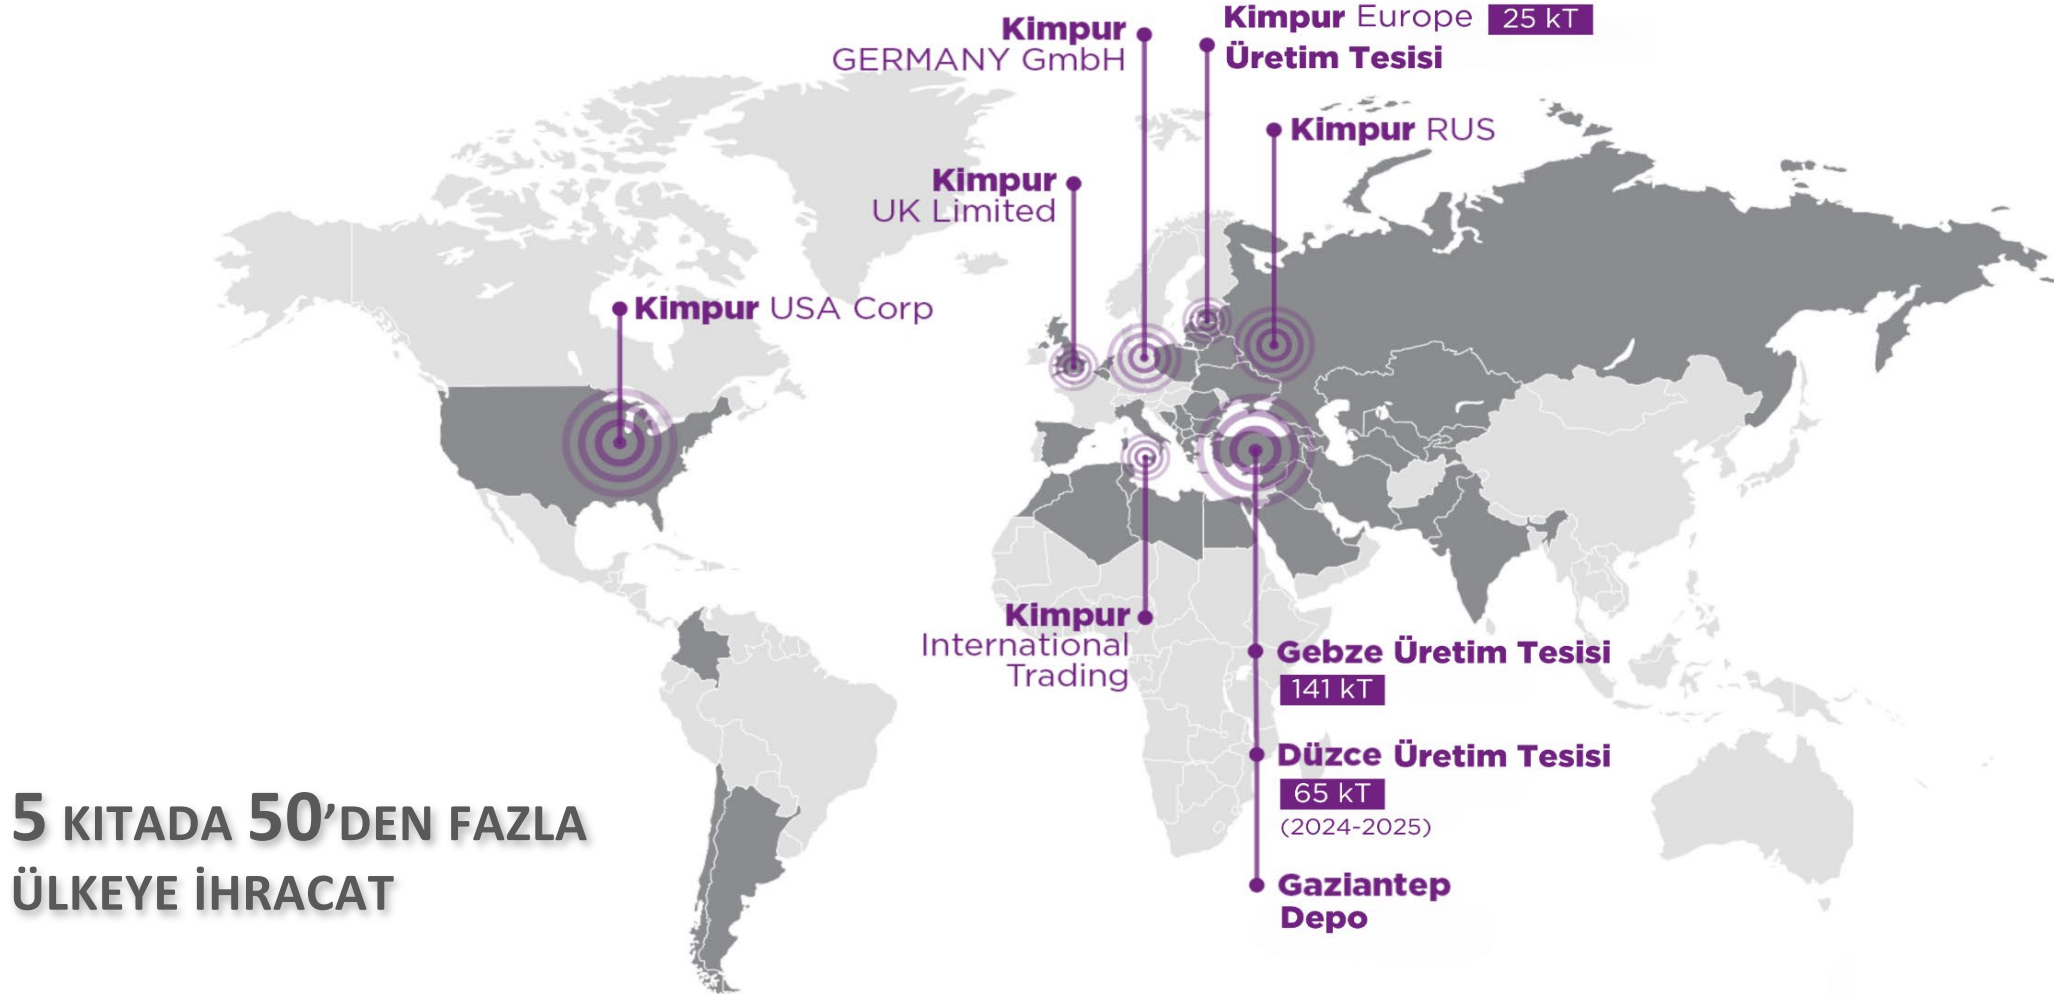 Kimpur
GERMANY GmbH
Kimpur Europe 25 kT
Üretim Tesisi
Kimpur RUS
Kimpur
UK Limited
Kimpur USA Corp
Kimpur
International
Trading
Gebze Üretim Tesisi
141 kT
Düzce Üretim Tesisi
65 kT
(2024-2025)
Gaziantep
Depo
5 KITADA 50’DEN FAZLA
ÜLKEYE İHRACAT